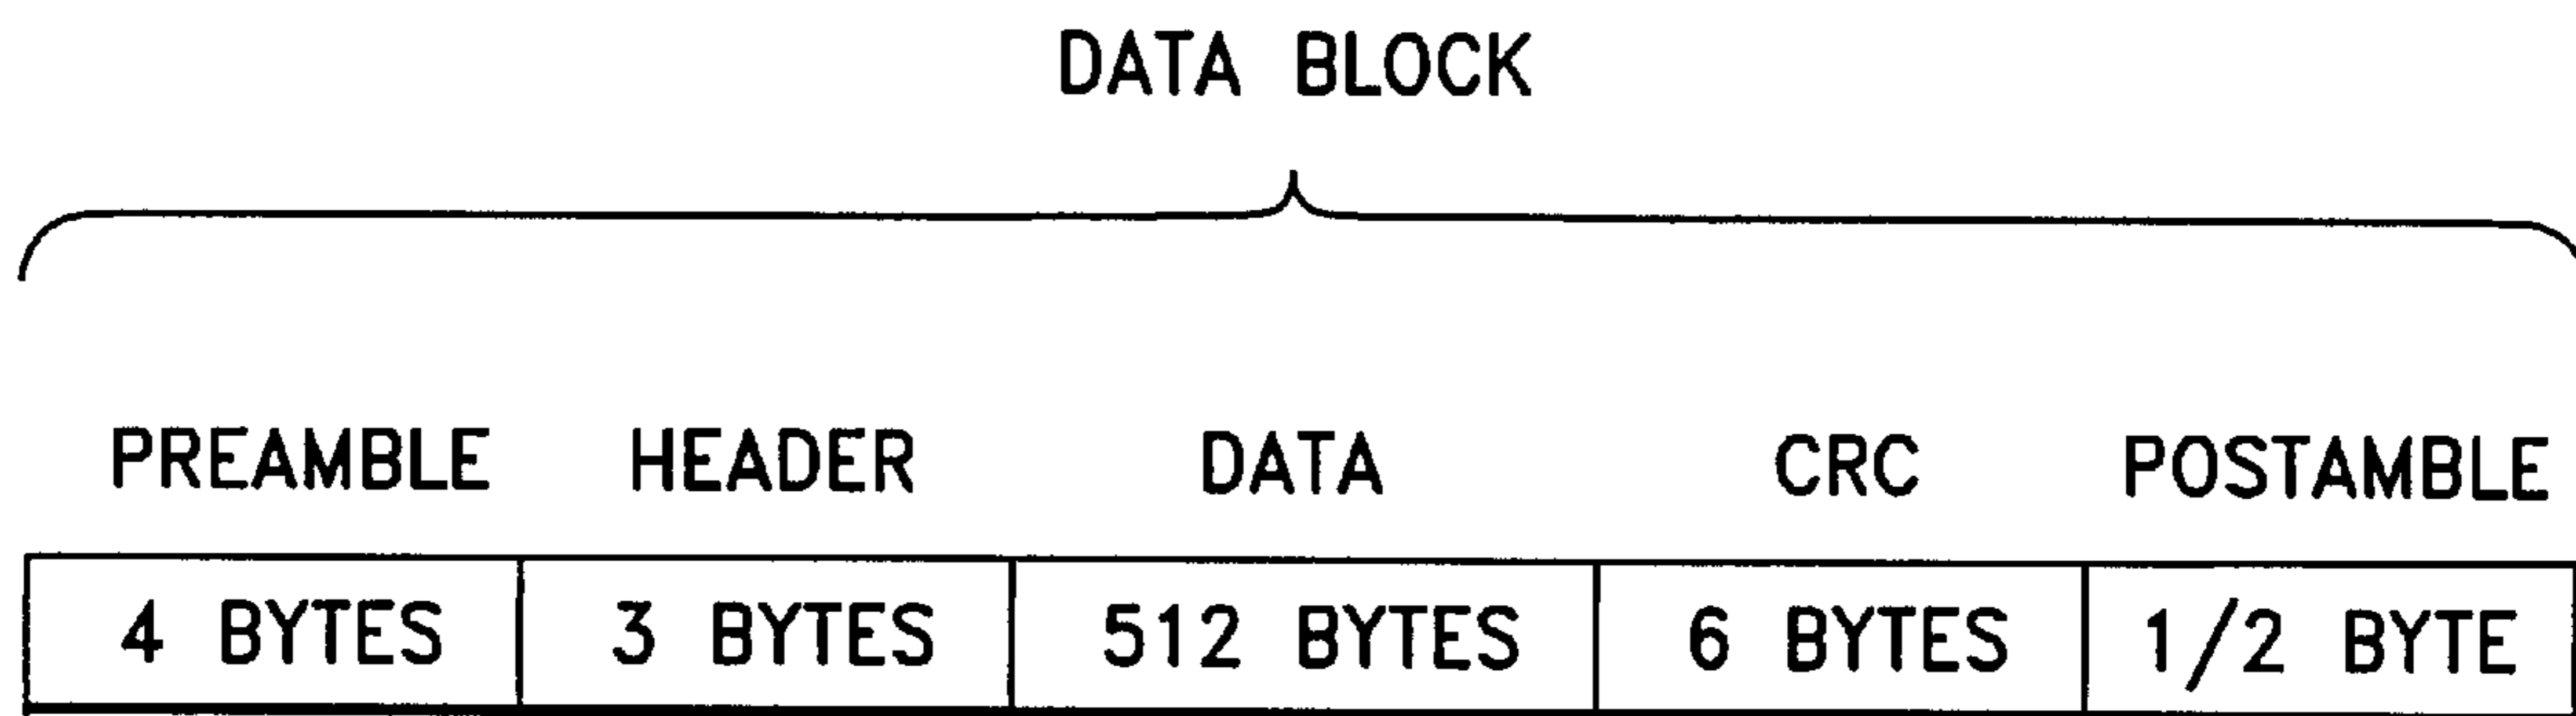 DATA BLOCK
PREAMBLE HEADER DATA CRC POSTAMBLE
4 BYTES 3 BYTES 512 BYTES 6 BYTES 1/2 BYTE